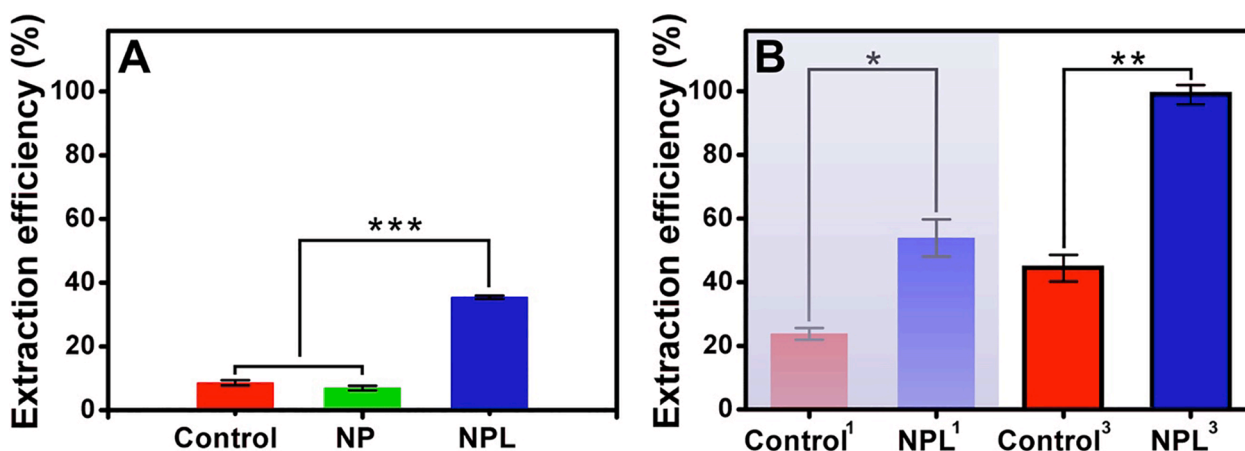 A
Extraction efficiency (%)
100
80
60
40
20
0
***
Control NP NPL
B
Extraction efficiency (%)
100
80
60
40
20
0
*
**
Control¹ NPL¹ Control³ NPL³